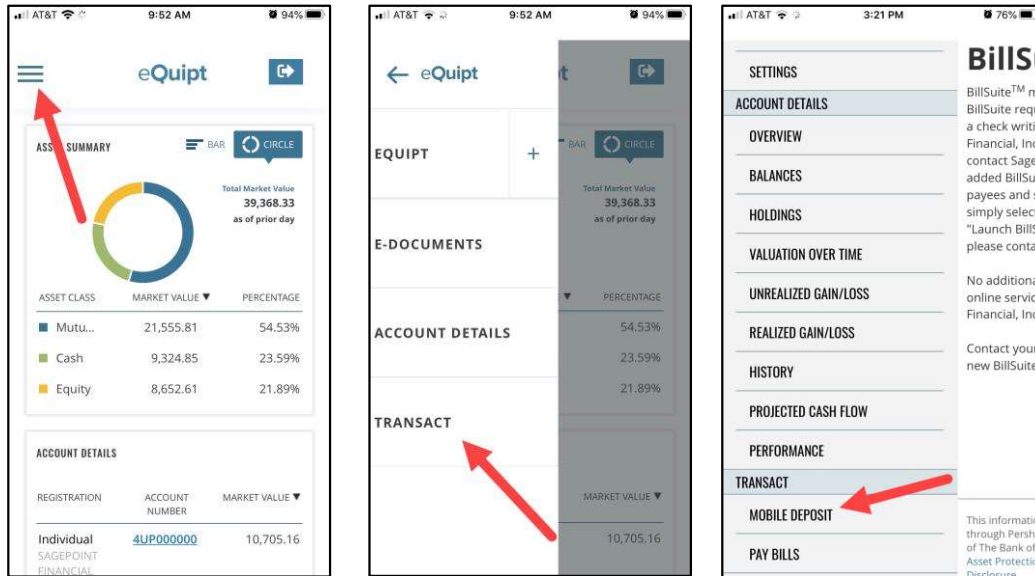 AT&T 9:52 AM 94%
eQuipt
ASSET SUMMARY BAR CIRCLE
Total Market Value
39,368.33
as of prior day
ASSET CLASS MARKET VALUE ▼ PERCENTAGE
Mutu... 21,555.81 54.53%
Cash 9,324.85 23.59%
Equity 8,652.61 21.89%
ACCOUNT DETAILS
REGISTRATION ACCOUNT NUMBER MARKET VALUE ▼
Individual 4UP000000 10,705.16
SAGEPOINT
FINANCIAL
AT&T 9:52 AM 94%
← eQuipt t
EQUIPT +
BAR CIRCLE
Total Market Value
39,368.33
as of prior day
E-DOCUMENTS
▼ PERCENTAGE
ACCOUNT DETAILS
54.53%
23.59%
21.89%
TRANSACT
MARKET VALUE ▼
10,705.16
AT&T 3:21 PM 76%
SETTINGS
ACCOUNT DETAILS
OVERVIEW
BALANCES
HOLDINGS
VALUATION OVER TIME
UNREALIZED GAIN/LOSS
REALIZED GAIN/LOSS
HISTORY
PROJECTED CASH FLOW
PERFORMANCE
TRANSACT
MOBILE DEPOSIT
PAY BILLS
BillSu
BillSuite™ m
BillSuite requ
a check writi
Financial, Inc
contact Sage
added BillSu
payees and s
simply select
"Launch BillS
please conta
No additiona
online servic
Financial, Inc
Contact your
new BillSuite
This informati
through Persh
of The Bank of
Asset Protectio
Disclosure